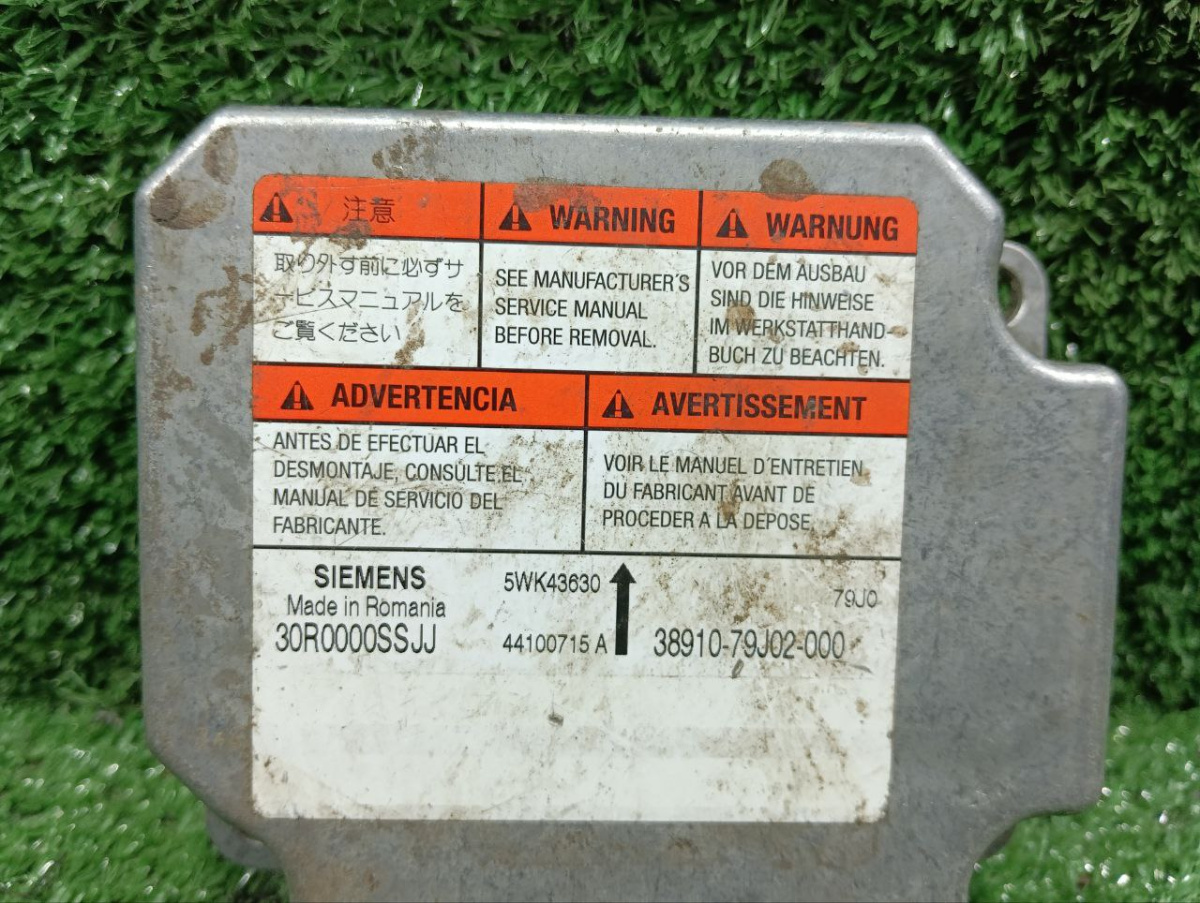 注意
取り外す前に必ずサ
ービスマニュアルを
ご覧ください
WARNING
SEE MANUFACTURER'S
SERVICE MANUAL
BEFORE REMOVAL.
WARNUNG
VOR DEM AUSBAU
SIND DIE HINWEISE
IM WERKSTATTHAND-
BUCH ZU BEACHTEN.
ADVERTENCIA
ANTES DE EFECTUAR EL
DESMONTAJE, CONSULTE EL
MANUAL DE SERVICIO DEL
FABRICANTE.
AVERTISSEMENT
VOIR LE MANUEL D'ENTRETIEN
DU FABRICANT AVANT DE
PROCEDER A LA DEPOSE.
SIEMENS
Made in Romania
30R0000SSJJ
5WK43630
44100715 A
79J0
38910-79J02-000